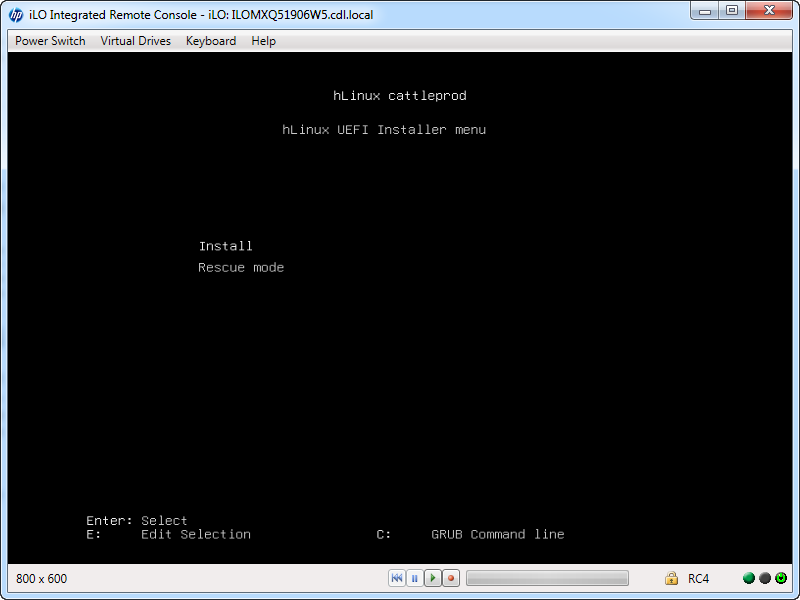 hp iLO Integrated Remote Console - iLO: ILOMXQ51906W5.cdl.local
Power Switch Virtual Drives Keyboard Help
hLinux cattleprod
hLinux UEFI Installer menu
Install
Rescue mode
Enter: Select
E: Edit Selection C: GRUB Command line
800 x 600 RC4